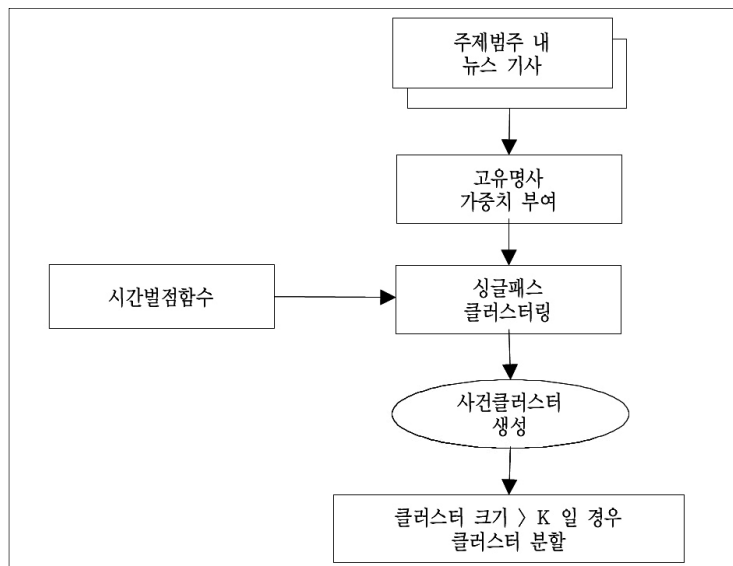 주제범주 내
뉴스 기사
고유명사
가중치 부여
시간벌점함수
싱글패스
클러스터링
사건클러스터
생성
클러스터 크기 > K 일 경우
클러스터 분할